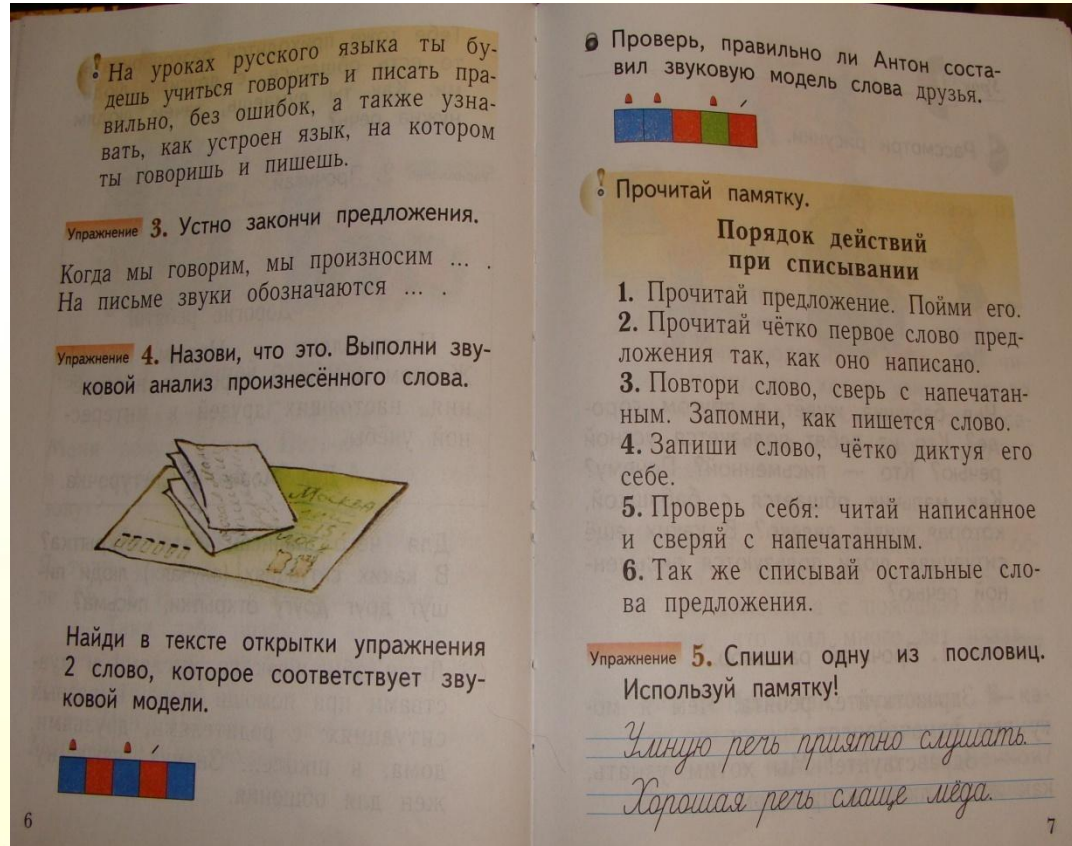 На уроках русского языка ты бу-
дешь учиться говорить и писать пра-
вильно, без ошибок, а также узна-
вать, как устроен язык, на котором
ты говоришь и пишешь.
Упражнение 3. Устно закончи предложения.
Когда мы говорим, мы произносим ... .
На письме звуки обозначаются ... .
Упражнение 4. Назови, что это. Выполни зву-
ковой анализ произнесённого слова.
Москва
Найди в тексте открытки упражнения
2 слово, которое соответствует зву-
ковой модели.
6
Проверь, правильно ли Антон соста-
вил звуковую модель слова друзья.
Прочитай памятку.
Порядок действий
при списывании
1. Прочитай предложение. Пойми его.
2. Прочитай чётко первое слово пред-
ложения так, как оно написано.
3. Повтори слово, сверь с напечатан-
ным. Запомни, как пишется слово.
4. Запиши слово, чётко диктуя его
себе.
5. Проверь себя: читай написанное
и сверяй с напечатанным.
6. Так же списывай остальные сло-
ва предложения.
Упражнение 5. Спиши одну из пословиц.
Используй памятку!
Умную речь приятно слушать.
Хорошая речь слаще мёда.
7